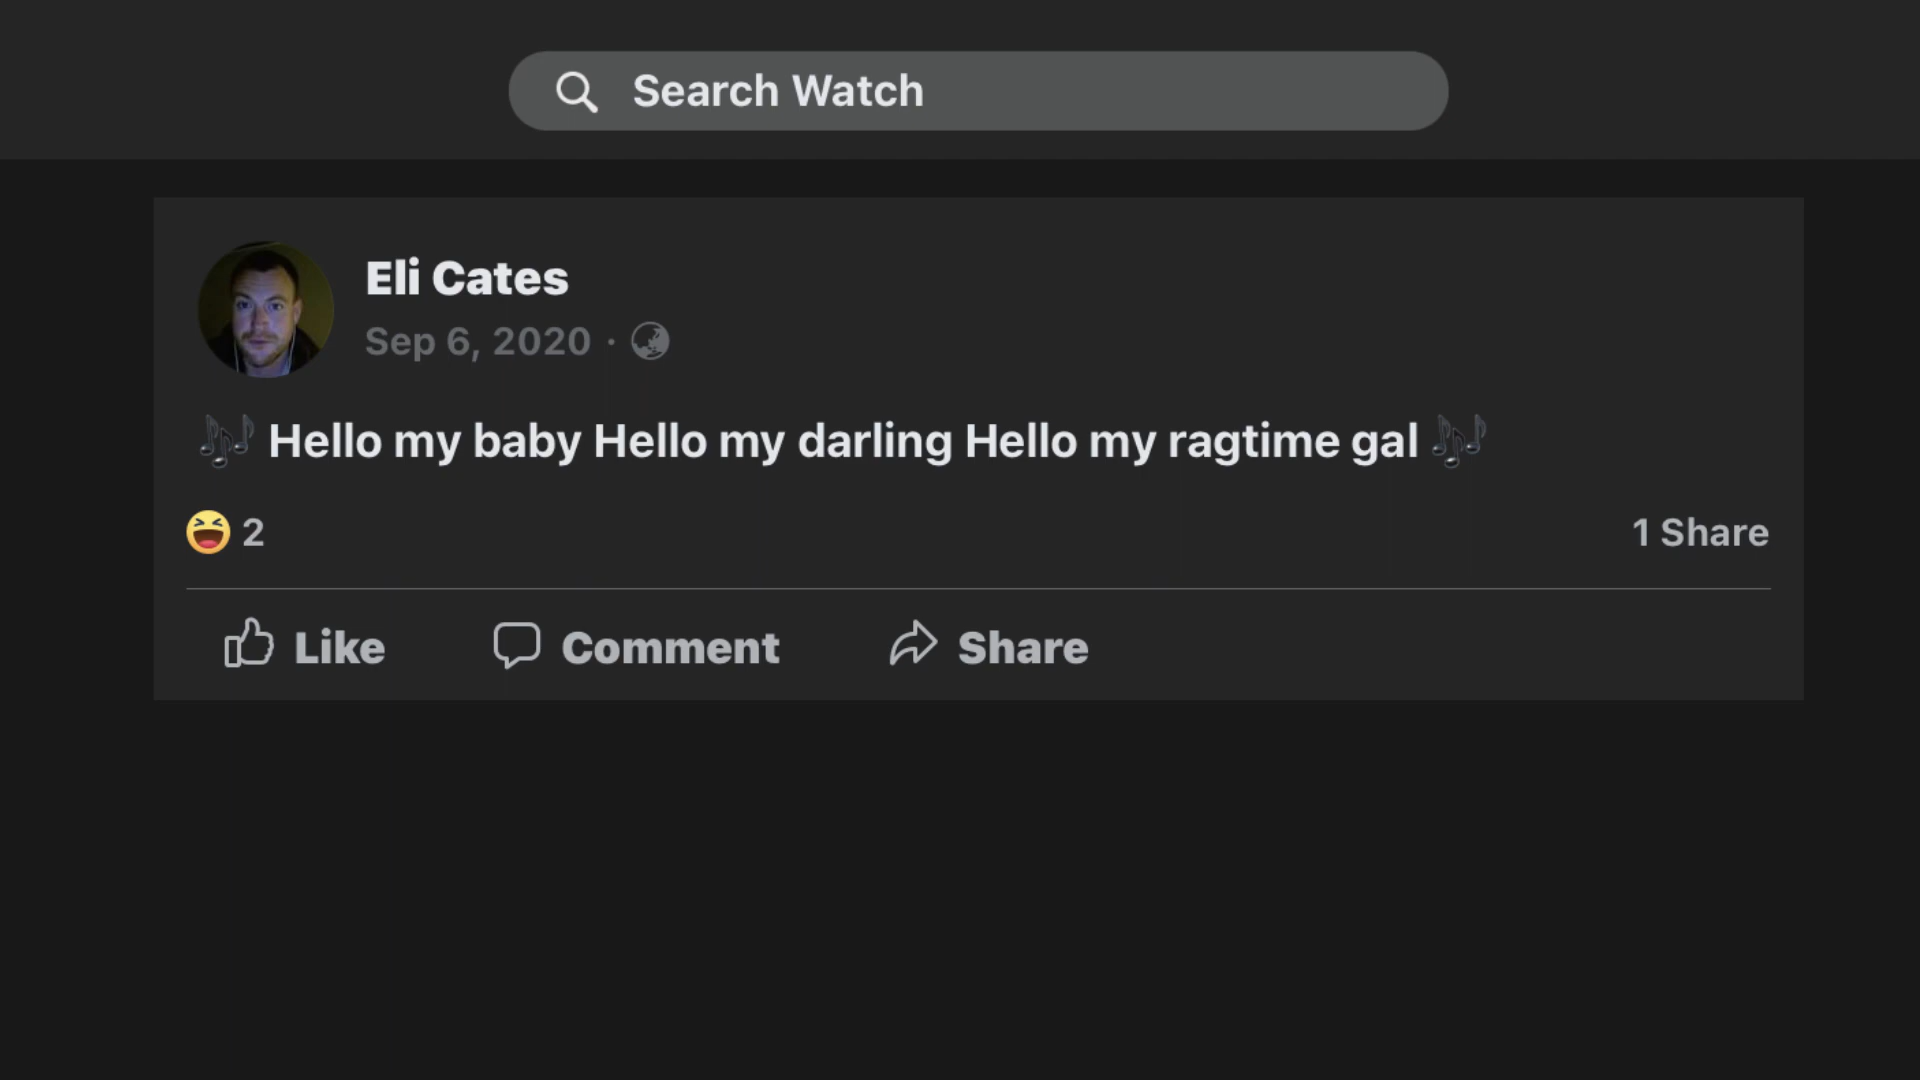 Search Watch
Eli Cates
Sep 6, 2020 ·
🎶 Hello my baby Hello my darling Hello my ragtime gal 🎶
😆 2
1 Share
Like
Comment
Share